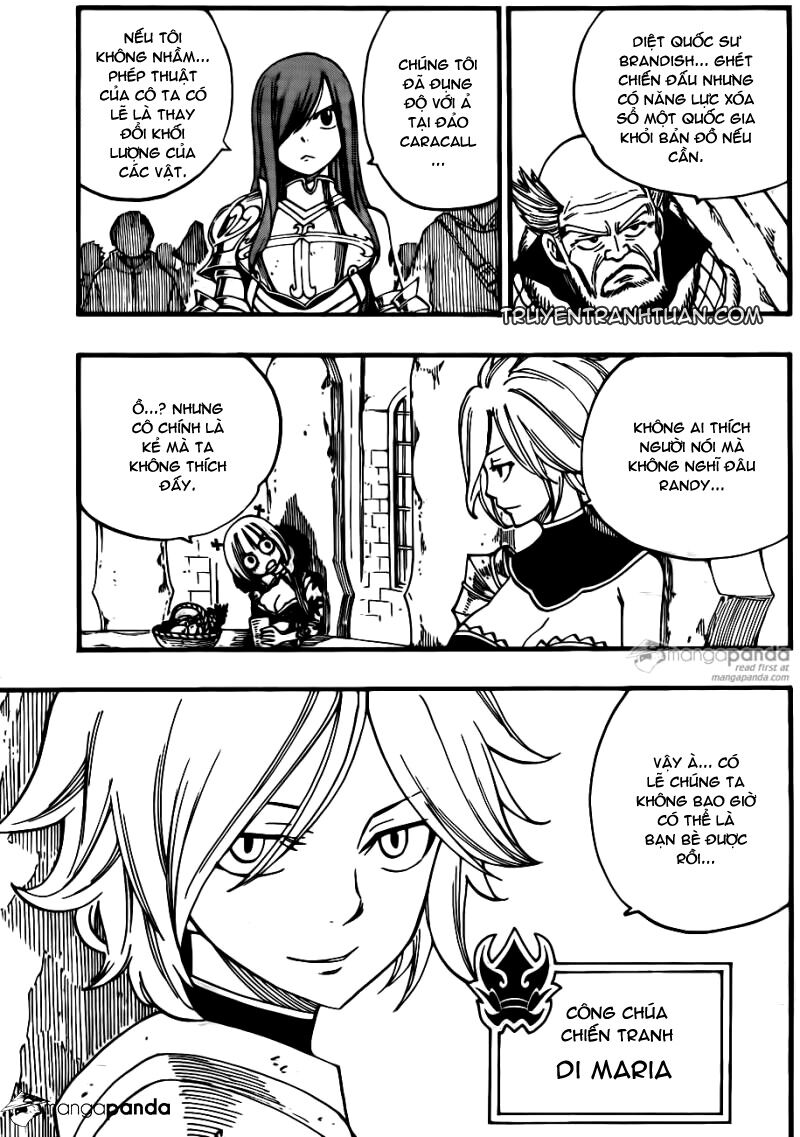 DIỆT QUỐC SƯ
BRANDISH... GHÉT
CHIẾN ĐẤU NHƯNG
CÓ NĂNG LỰC XÓA
SỔ MỘT QUỐC GIA
KHỎI BẢN ĐỒ NẾU
CẦN.
CHÚNG TÔI
ĐÃ ĐỤNG
ĐỘ VỚI Ả
TẠI ĐẢO
CARACALL
...
NẾU TÔI
KHÔNG NHẦM...
PHÉP THUẬT
CỦA CÔ TA CÓ
LẼ LÀ THAY
ĐỔI KHỐI
LƯỢNG CỦA
CÁC VẬT.
TRUYENTRANHTUAN.COM
KHÔNG AI THÍCH
NGƯỜI NÓI MÀ
KHÔNG NGHĨ ĐÂU
RANDY...
Ồ...? NHƯNG
CÔ CHÍNH LÀ
KẺ MÀ TA
KHÔNG THÍCH
ĐẤY.
mangapanda
read first at
mangapanda.com
VẬY À... CÓ
LẼ CHÚNG TA
KHÔNG BAO GIỜ
CÓ THỂ LÀ
BẠN BÈ ĐƯỢC
RỒI...
CÔNG CHÚA
CHIẾN TRANH
DI MARIA
mangapanda